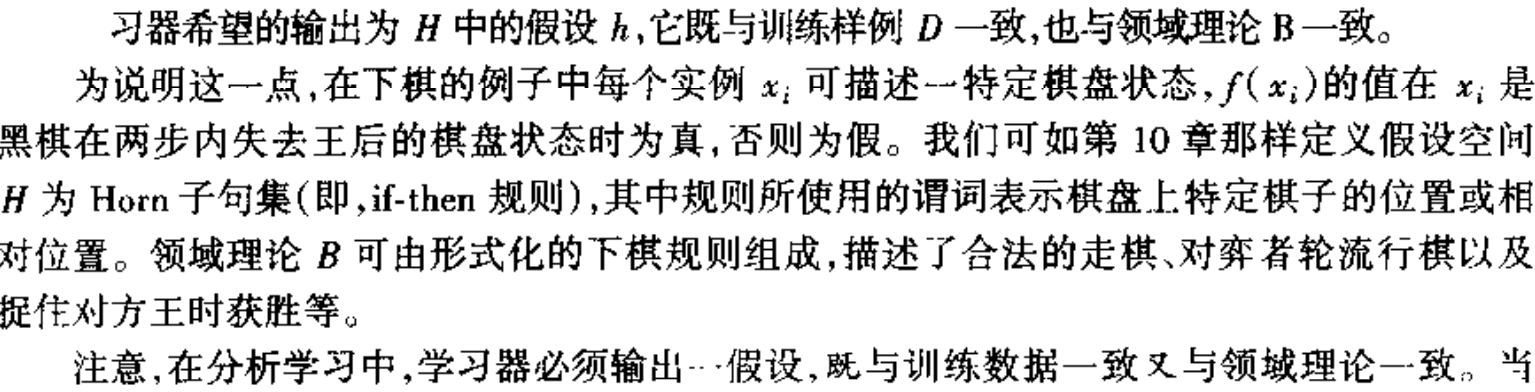 习器希望的输出为 H 中的假设 h,它既与训练样例 D 一致,也与领域理论 B 一致。
为说明这一点,在下棋的例子中每个实例 xᵢ 可描述一特定棋盘状态,f(xᵢ)的值在 xᵢ 是
黑棋在两步内失去王后的棋盘状态时为真,否则为假。我们可如第 10 章那样定义假设空间
H 为 Horn 子句集(即,if-then 规则),其中规则所使用的谓词表示棋盘上特定棋子的位置或相
对位置。领域理论 B 可由形式化的下棋规则组成,描述了合法的走棋、对弈者轮流行棋以及
捉住对方王时获胜等。
注意,在分析学习中,学习器必须输出一假设,既与训练数据一致又与领域理论一致。当